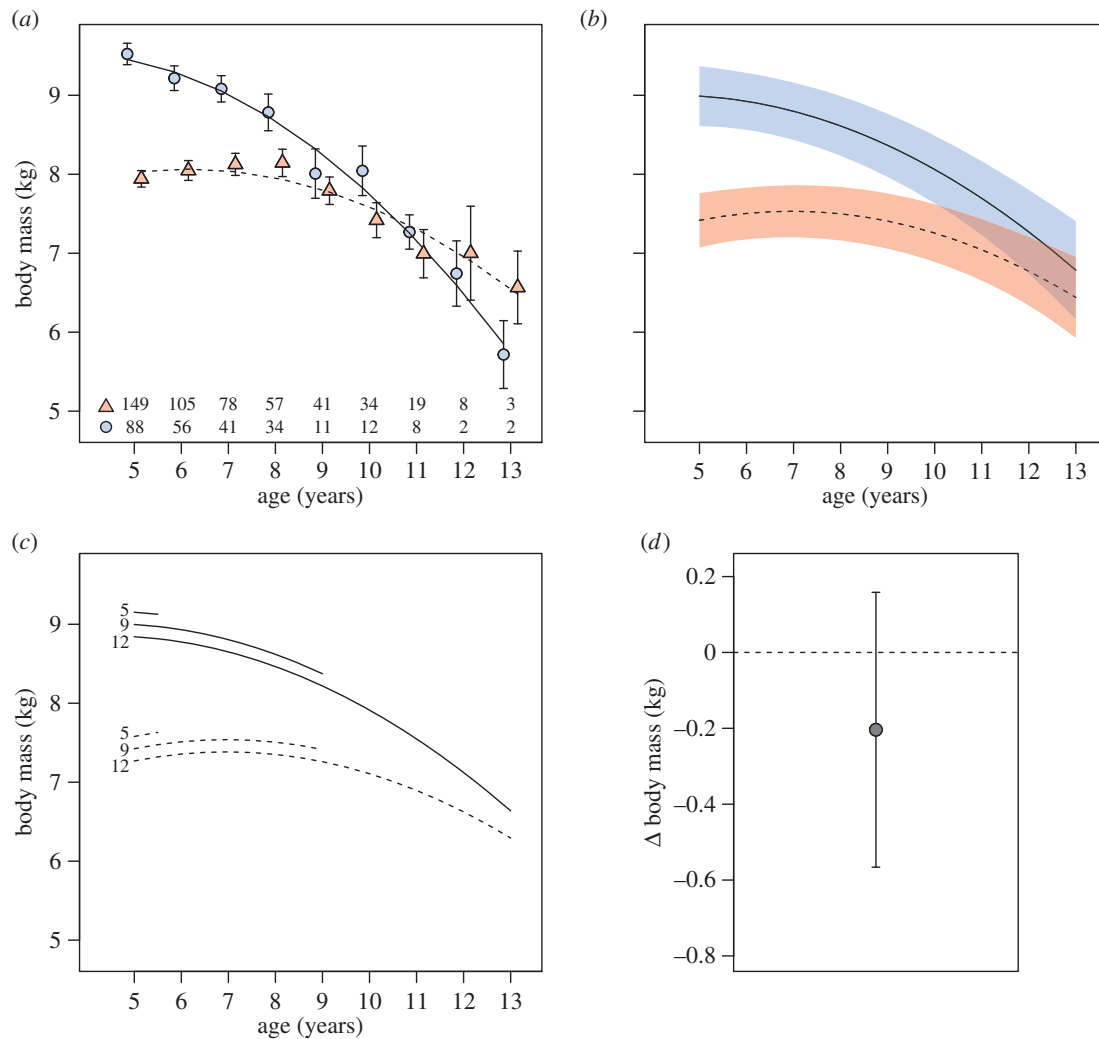 (a)
9
8
7
6
5
body mass (kg)
149 105 78 57 41 34 19 8 3
88 56 41 34 11 12 8 2 2
5 6 7 8 9 10 11 12 13
age (years)
(b)
5 6 7 8 9 10 11 12 13
age (years)
(c)
9
8
7
6
5
body mass (kg)
5
9
12
5
9
12
5 6 7 8 9 10 11 12 13
age (years)
(d)
0.2
0
–0.2
–0.4
–0.6
–0.8
Δ body mass (kg)